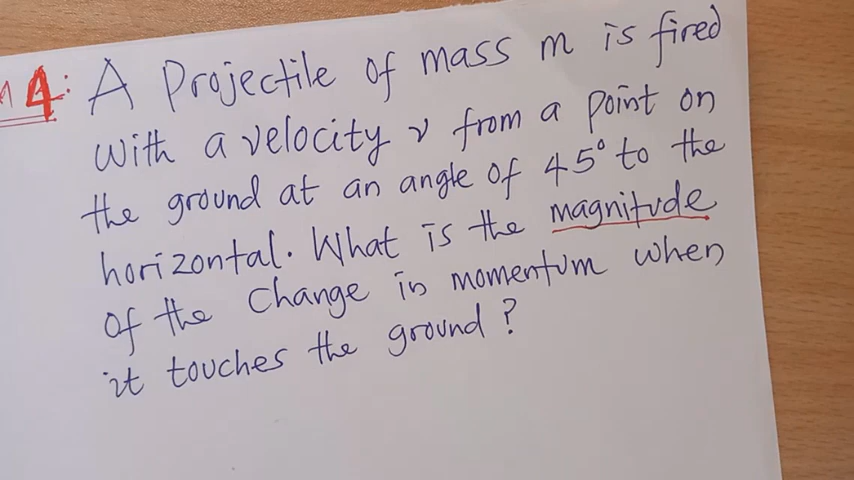 4: A Projectile of mass m is fired
with a velocity v from a point on
the ground at an angle of 45° to the
horizontal. What is the magnitude
of the change in momentum when
it touches the ground?